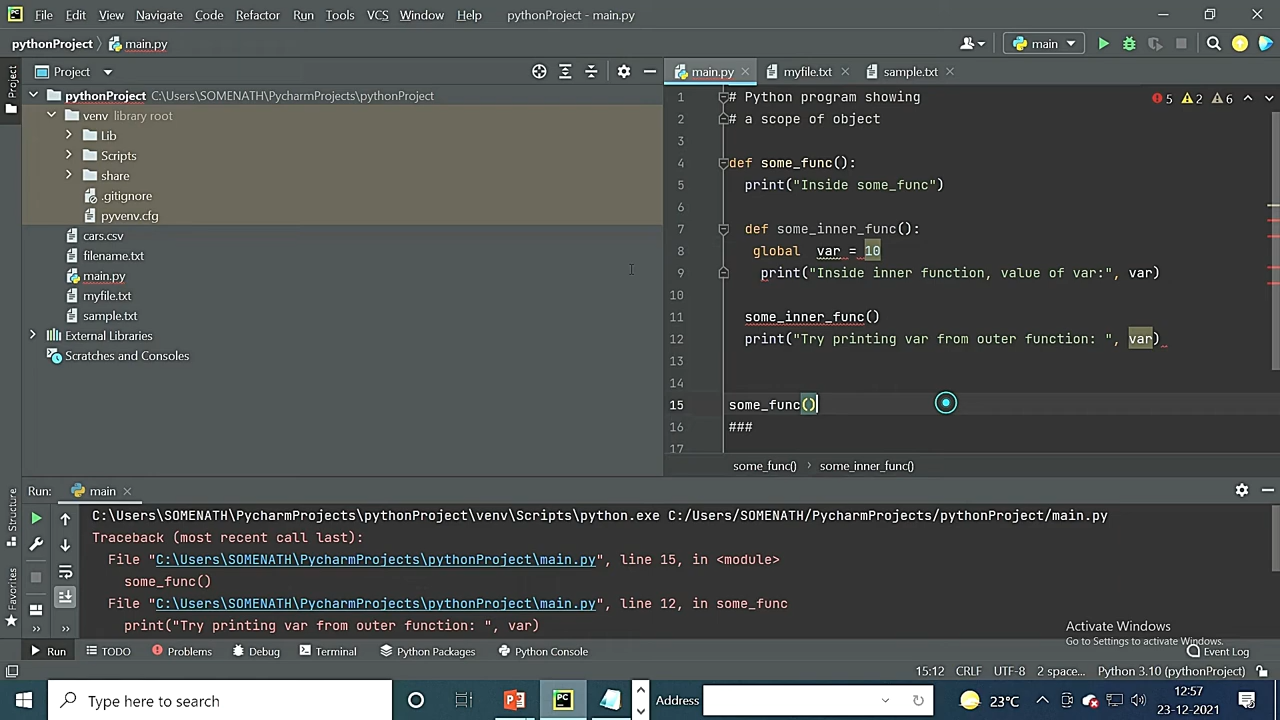 File Edit View Navigate Code Refactor Run Tools VCS Window Help pythonProject - main.py
pythonProject main.py main
Project Project main.py myfile.txt sample.txt
pythonProject C:\Users\SOMENATH\PycharmProjects\pythonProject
venv library root
Lib
Scripts
share
.gitignore
pyvenv.cfg
cars.csv
filename.txt
main.py
myfile.txt
sample.txt
External Libraries
Scratches and Consoles
5 2 6
1 # Python program showing
2 # a scope of object
3
4 def some_func():
5 print("Inside some_func")
6
7 def some_inner_func():
8 global var = 10
9 print("Inside inner function, value of var:", var)
10
11 some_inner_func()
12 print("Try printing var from outer function: ", var)
13
14
15 some_func()
16 ###
17
some_func() some_inner_func()
Run: main
Structure
Favorites
C:\Users\SOMENATH\PycharmProjects\pythonProject\venv\Scripts\python.exe C:/Users/SOMENATH/PycharmProjects/pythonProject/main.py
Traceback (most recent call last):
File "C:\Users\SOMENATH\PycharmProjects\pythonProject\main.py", line 15, in <module>
some_func()
File "C:\Users\SOMENATH\PycharmProjects\pythonProject\main.py", line 12, in some_func
print("Try printing var from outer function: ", var)
Activate Windows
Go to Settings to activate Windows.
Run TODO Problems Debug Terminal Python Packages Python Console Event Log
15:12 CRLF UTF-8 2 space... Python 3.10 (pythonProject)
Type here to search Address 23°C 12:57
23-12-2021